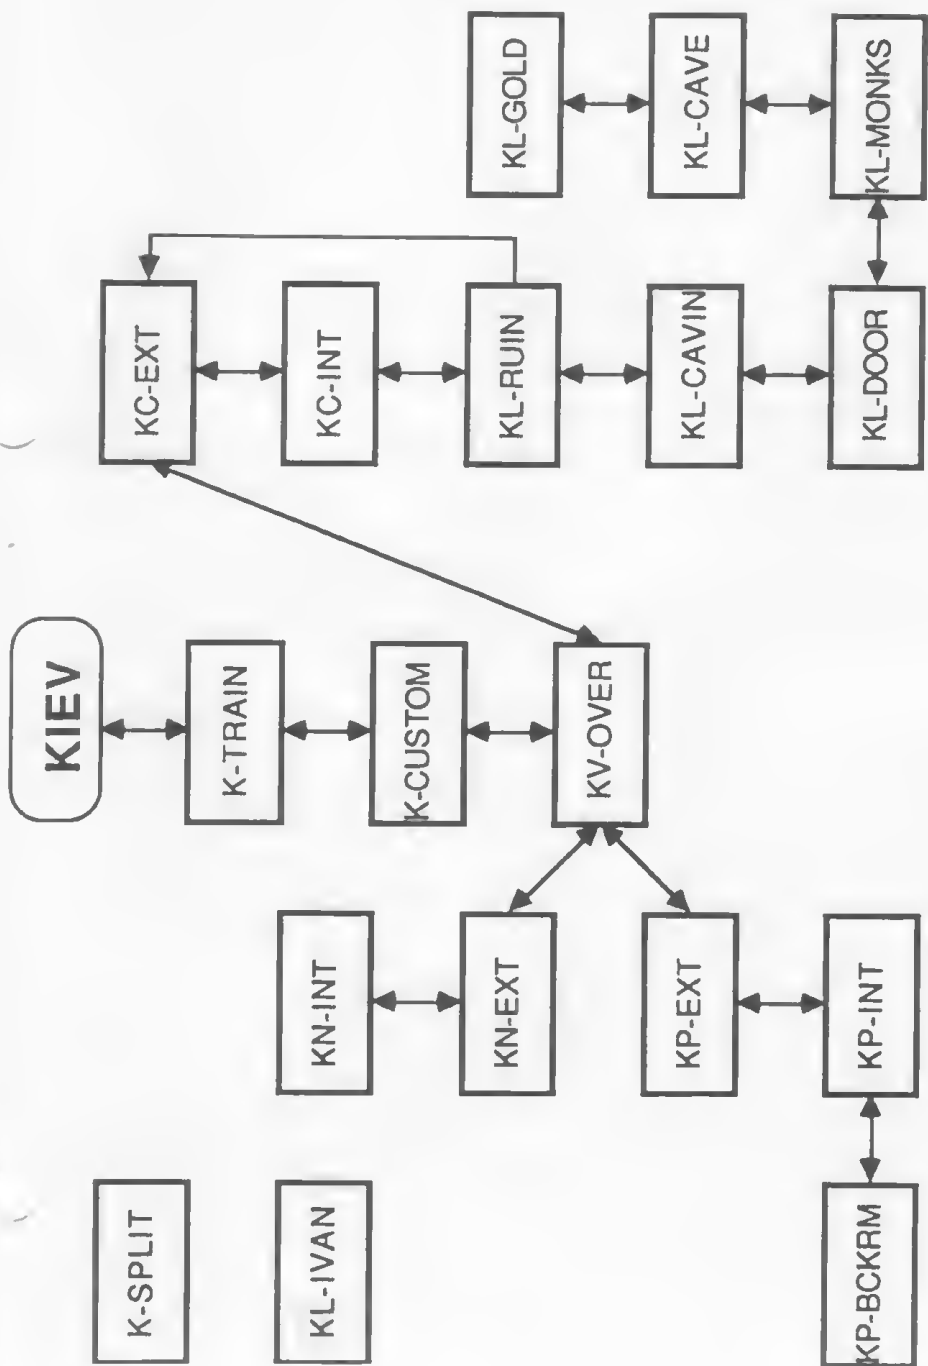 KIEV
K-TRAIN
K-CUSTOM
KV-OVER
K-SPLIT
KL-IVAN
KN-INT
KN-EXT
KP-EXT
KP-INT
KP-BCKRM
KC-EXT
KC-INT
KL-RUIN
KL-CAVIN
KL-DOOR
KL-GOLD
KL-CAVE
KL-MONKS